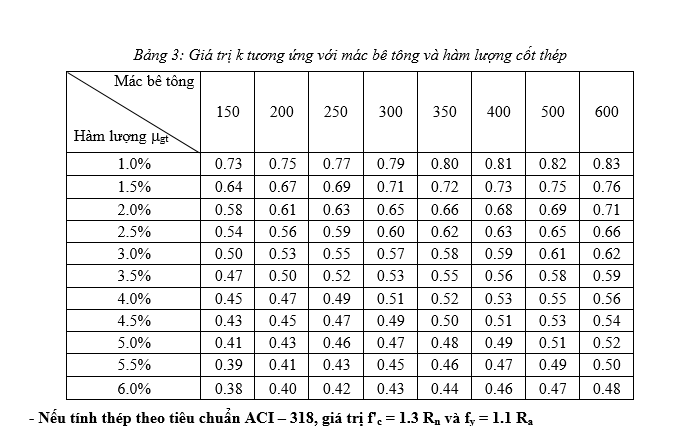 Bảng 3: Giá trị k tương ứng với mác bê tông và hàm lượng cốt thép
Mác bê tông
Hàm lượng μgt
150 200 250 300 350 400 500 600
1.0% 0.73 0.75 0.77 0.79 0.80 0.81 0.82 0.83
1.5% 0.64 0.67 0.69 0.71 0.72 0.73 0.75 0.76
2.0% 0.58 0.61 0.63 0.65 0.66 0.68 0.69 0.71
2.5% 0.54 0.56 0.59 0.60 0.62 0.63 0.65 0.66
3.0% 0.50 0.53 0.55 0.57 0.58 0.59 0.61 0.62
3.5% 0.47 0.50 0.52 0.53 0.55 0.56 0.58 0.59
4.0% 0.45 0.47 0.49 0.51 0.52 0.53 0.55 0.56
4.5% 0.43 0.45 0.47 0.49 0.50 0.51 0.53 0.54
5.0% 0.41 0.43 0.46 0.47 0.48 0.49 0.51 0.52
5.5% 0.39 0.41 0.43 0.45 0.46 0.47 0.49 0.50
6.0% 0.38 0.40 0.42 0.43 0.44 0.46 0.47 0.48
- Nếu tính thép theo tiêu chuẩn ACI – 318, giá trị f'c = 1.3 Rn và fy = 1.1 Ra